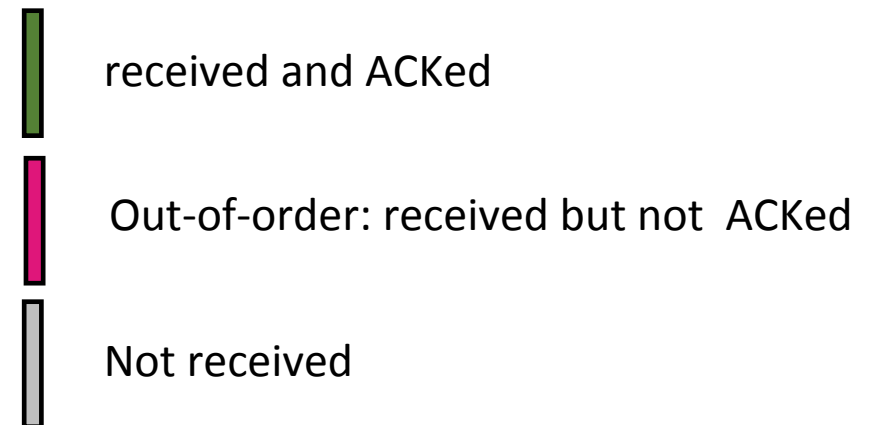 received and ACKed
Out-of-order: received but not ACKed
Not received